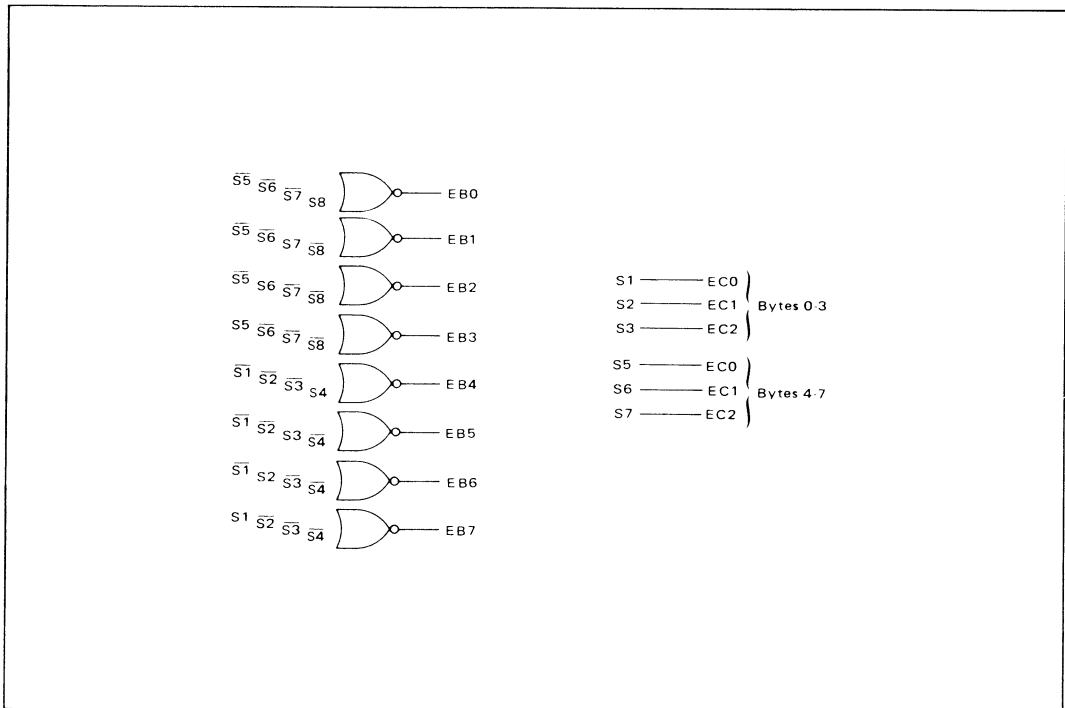 S̅5̅ S̅6̅ S̅7̅ S8 EB0
S̅5̅ S̅6̅ S7 S̅8̅ EB1
S̅5̅ S6 S̅7̅ S̅8̅ EB2
S5 S̅6̅ S̅7̅ S̅8̅ EB3
S̅1̅ S̅2̅ S̅3̅ S4 EB4
S̅1̅ S̅2̅ S3 S̅4̅ EB5
S̅1̅ S2 S̅3̅ S̅4̅ EB6
S1 S̅2̅ S̅3̅ S̅4̅ EB7
S1 EC0
S2 EC1 Bytes 0-3
S3 EC2
S5 EC0
S6 EC1 Bytes 4-7
S7 EC2